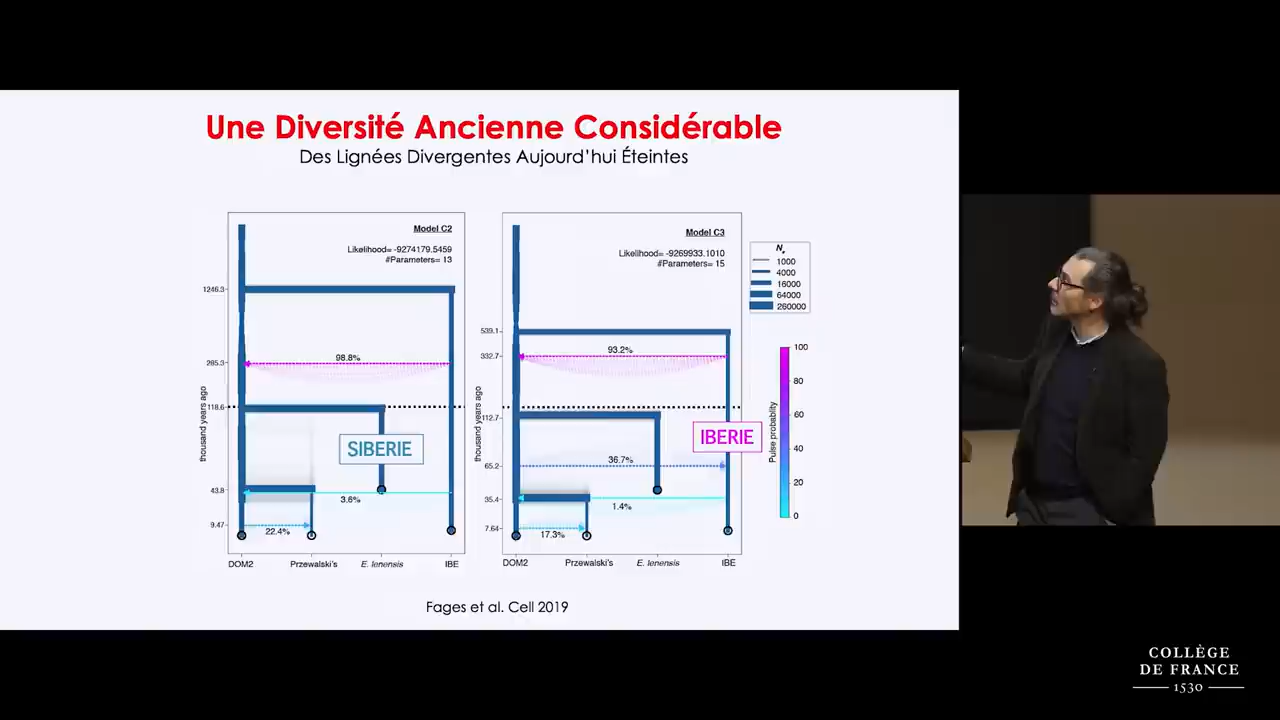 Une Diversité Ancienne Considérable
Des Lignées Divergentes Aujourd'hui Éteintes
Model C2
Likelihood= -9274179.5459
#Parameters= 13
1246.3
285.3
118.6
43.8
9.47
thousand years ago
98.8%
SIBERIE
3.6%
22.4%
DOM2
Przewalski's
E. lenensis
IBE
Model C3
Likelihood= -9269933.1010
#Parameters= 15
539.1
332.7
112.7
65.2
35.4
7.64
thousand years ago
93.2%
IBERIE
36.7%
1.4%
17.3%
DOM2
Przewalski's
E. lenensis
IBE
Ne
1000
4000
16000
64000
260000
100
80
60
40
20
0
Pulse probablity
Fages et al. Cell 2019
COLLÈGE
DE FRANCE
1530